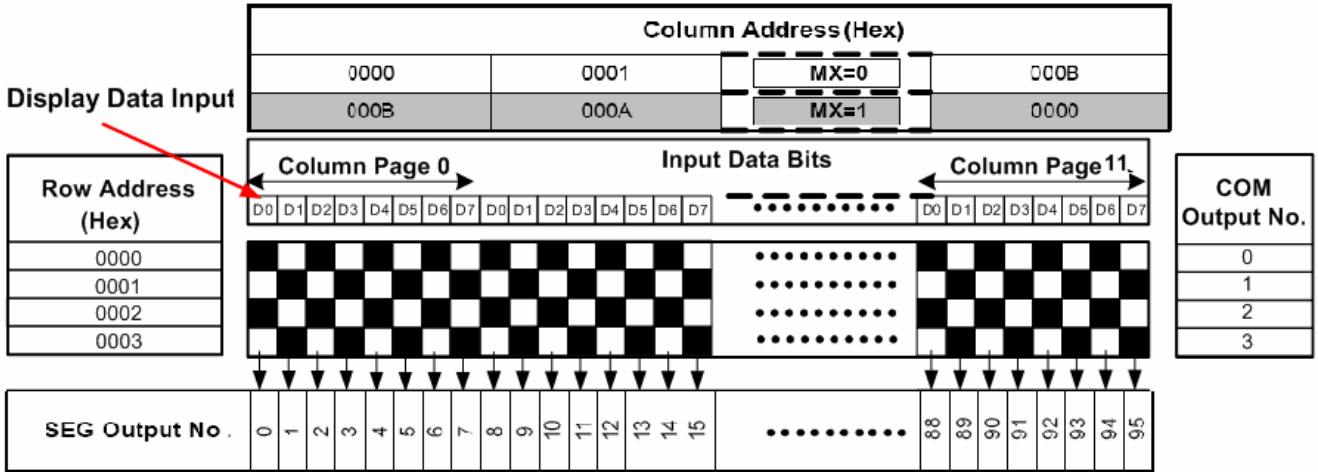 Column Address (Hex)
0000 0001 MX=0 000B
000B 000A MX=1 0000
Display Data Input
Column Page 0 Input Data Bits Column Page 11.
D0 D1 D2 D3 D4 D5 D6 D7 D0 D1 D2 D3 D4 D5 D6 D7 D0 D1 D2 D3 D4 D5 D6 D7
Row Address
(Hex)
0000
0001
0002
0003
COM
Output No.
0
1
2
3
SEG Output No. 0 1 2 3 4 5 6 7 8 9 10 11 12 13 14 15 88 89 90 91 92 93 94 95